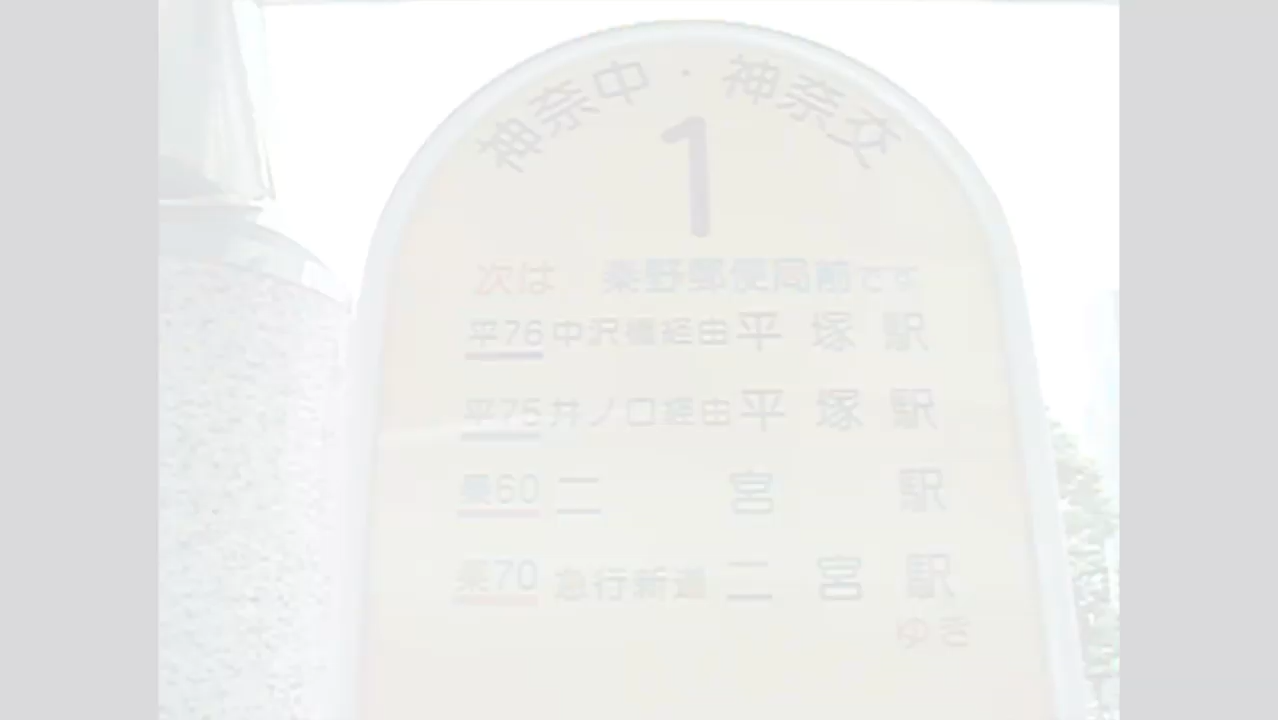 神奈中・神奈交
1
次は 秦野郵便局前です
平76 中沢橋経由 平塚駅
平75 井ノ口経由 平塚駅
秦60 二宮駅
秦70 急行新道 二宮駅
ゆき